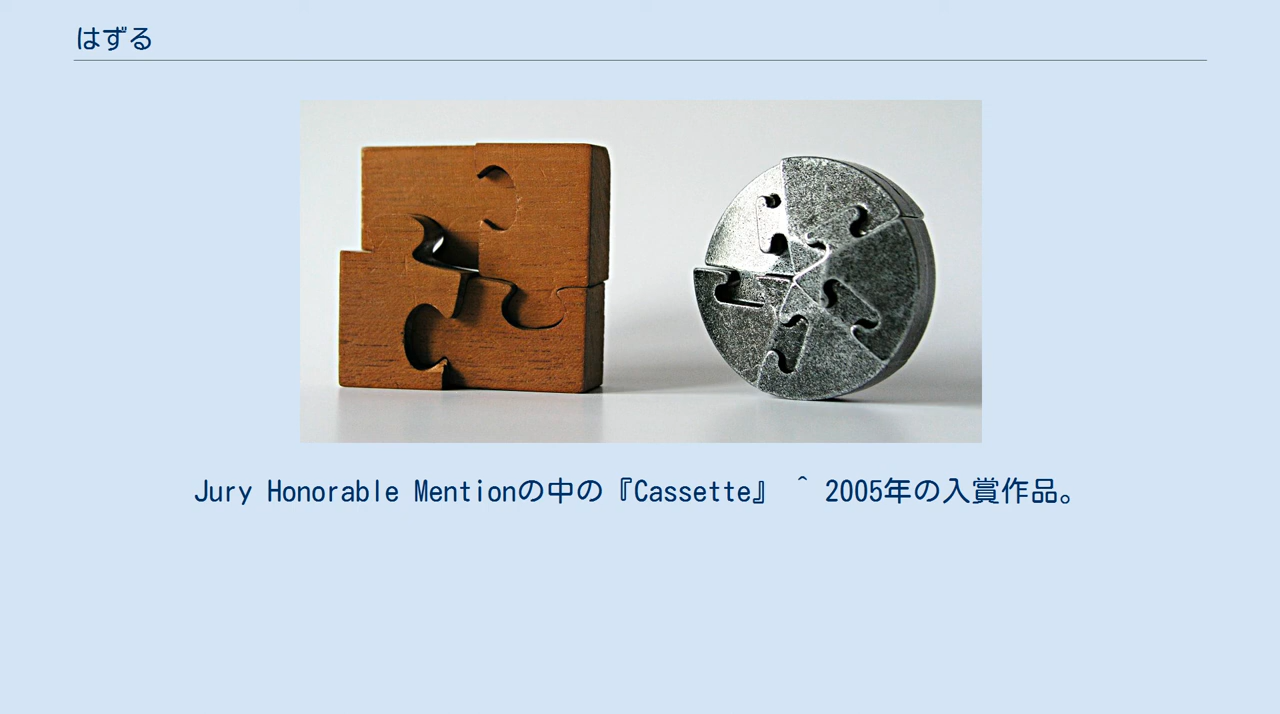 はずる
Jury Honorable Mentionの中の『Cassette』 ^ 2005年の入賞作品。